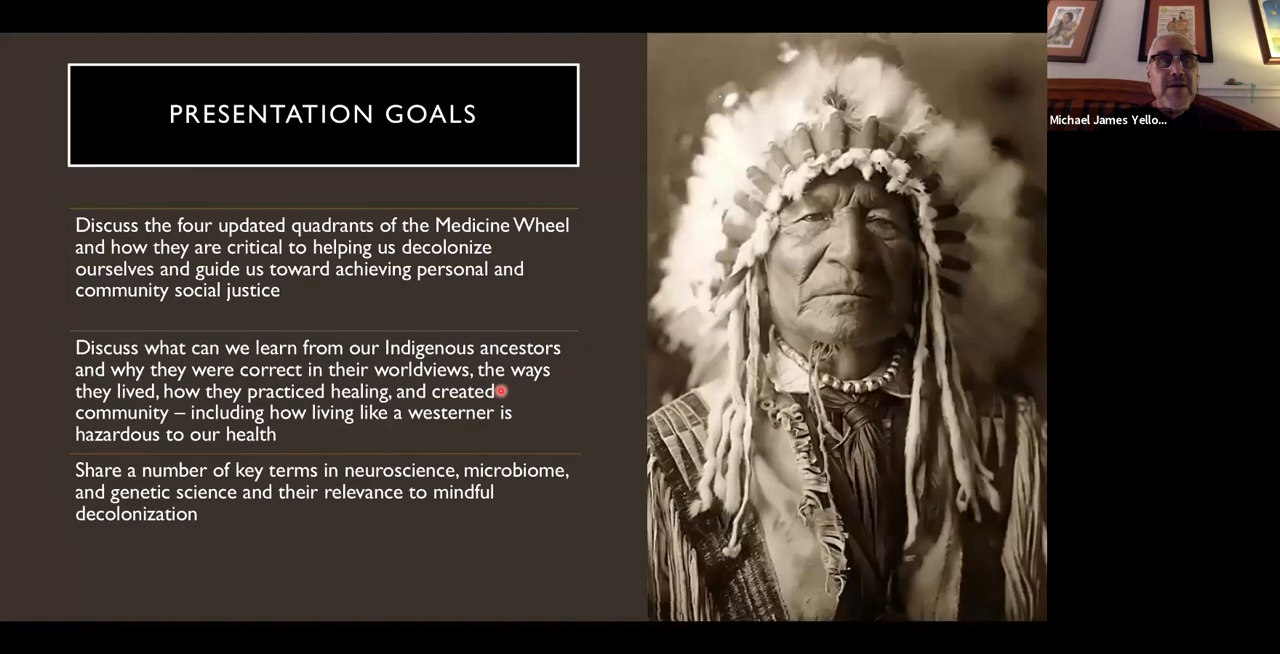 PRESENTATION GOALS
Discuss the four updated quadrants of the Medicine Wheel
and how they are critical to helping us decolonize
ourselves and guide us toward achieving personal and
community social justice
Discuss what can we learn from our Indigenous ancestors
and why they were correct in their worldviews, the ways
they lived, how they practiced healing, and created
community – including how living like a westerner is
hazardous to our health
Share a number of key terms in neuroscience, microbiome,
and genetic science and their relevance to mindful
decolonization
Michael James Yello...